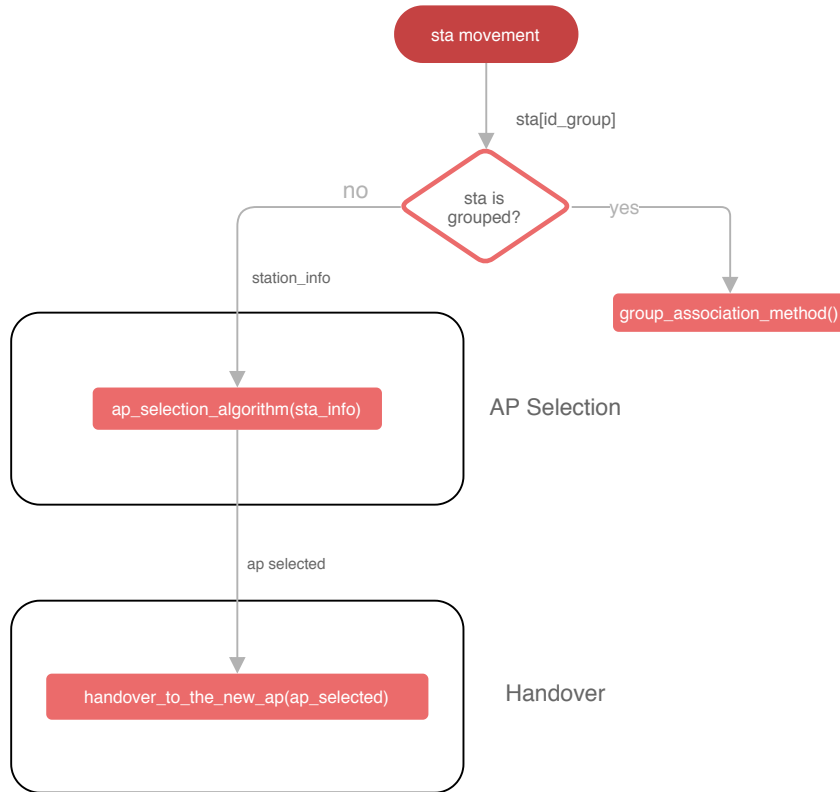 sta movement
sta[id_group]
sta is
grouped?
no
yes
station_info
group_association_method()
ap_selection_algorithm(sta_info)
AP Selection
ap selected
handover_to_the_new_ap(ap_selected)
Handover